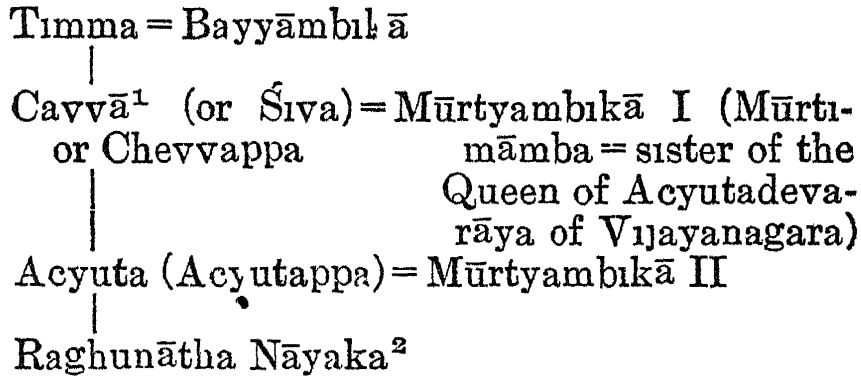 Timma = Bayyāmbikā
Cavvā¹ (or Śiva) = Mūrtyambikā I (Mūrti-
or Chevvappa māmba = sister of the
Queen of Acyutadeva-
rāya of Vijayanagara)
Acyuta (Acyutappa) = Mūrtyambikā II
Raghunātha Nāyaka²